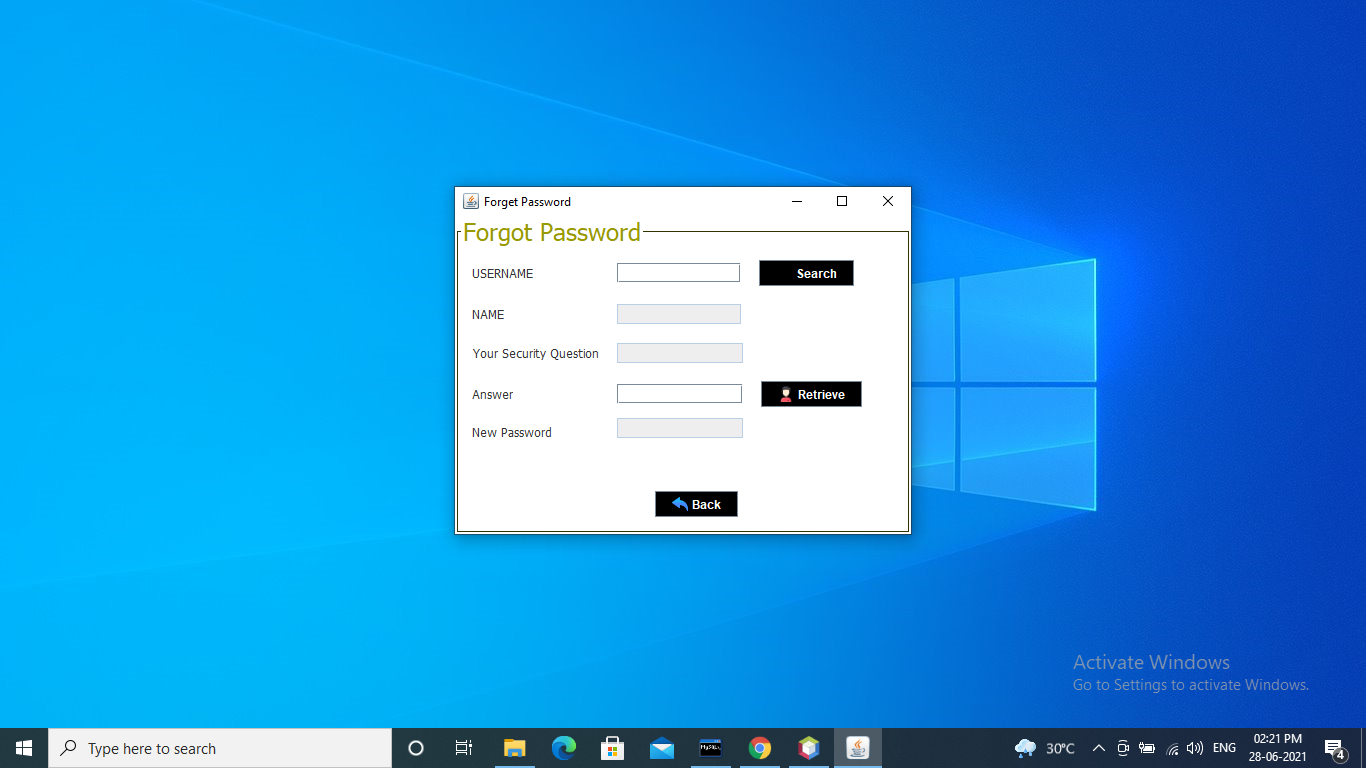 Forget Password
Forgot Password
USERNAME
Search
NAME
Your Security Question
Answer
Retrieve
New Password
Back
Activate Windows
Go to Settings to activate Windows.
Type here to search
MySQL
30°C
ENG
02:21 PM
28-06-2021
4